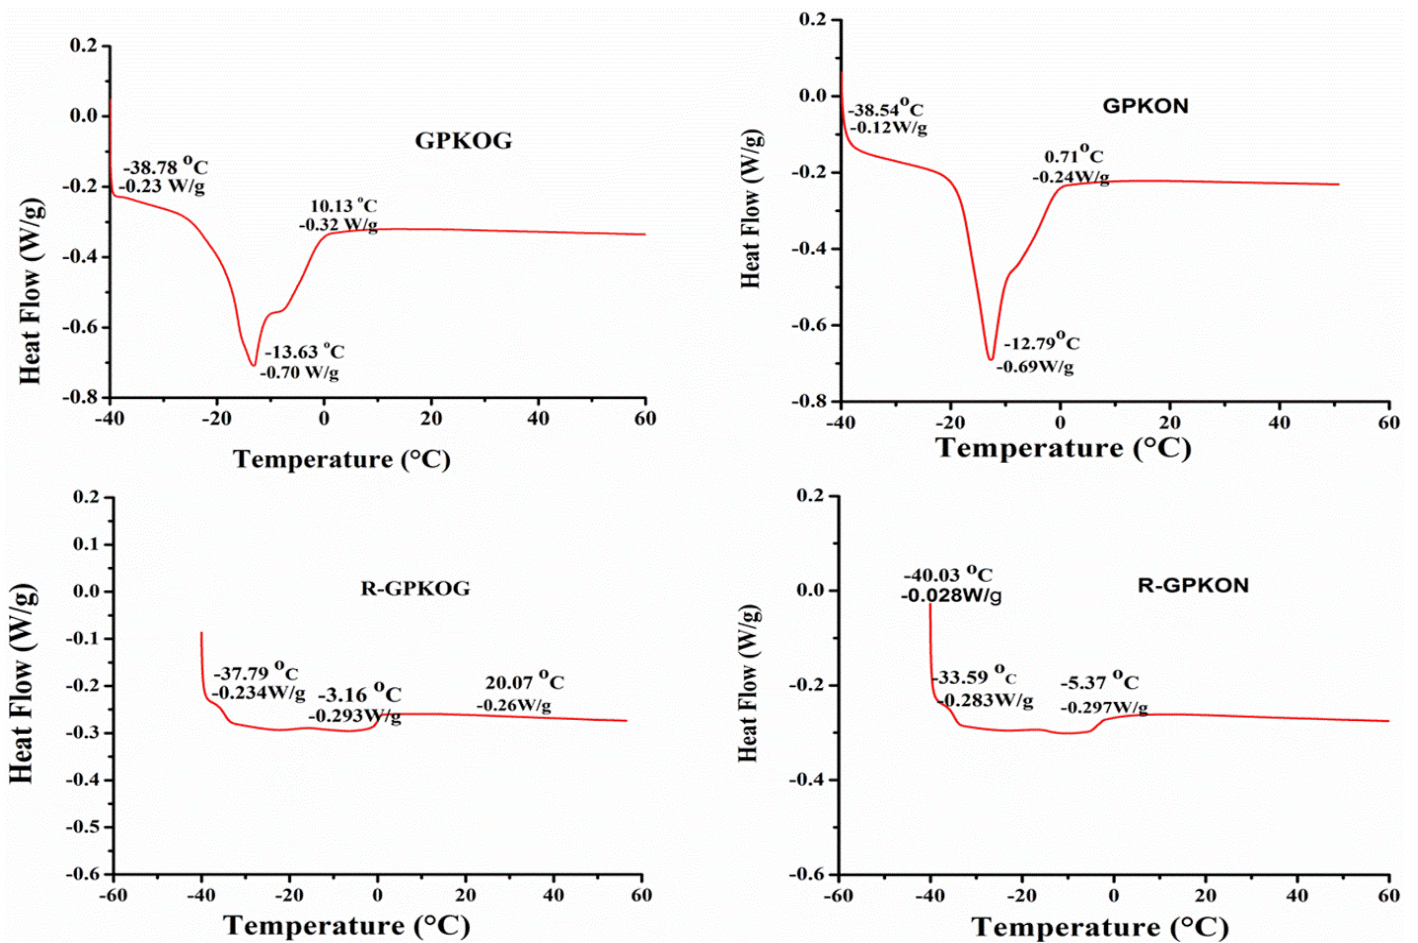 0.2
0.0
-0.2
-0.4
-0.6
-0.8
-40
-20
0
20
40
60
Heat Flow (W/g)
Temperature (°C)
GPKOG
-38.78 °C
-0.23 W/g
10.13 °C
-0.32 W/g
-13.63 °C
-0.70 W/g
0.2
0.0
-0.2
-0.4
-0.6
-0.8
-40
-20
0
20
40
60
Heat Flow (W/g)
Temperature (°C)
GPKON
-38.54°C
-0.12W/g
0.71°C
-0.24W/g
-12.79°C
-0.69W/g
0.2
0.1
0.0
-0.1
-0.2
-0.3
-0.4
-0.5
-0.6
-60
-40
-20
0
20
40
60
Heat Flow (W/g)
Temperature (°C)
R-GPKOG
-37.79 °C
-0.234W/g
-3.16 °C
-0.293W/g
20.07 °C
-0.26W/g
0.2
0.0
-0.2
-0.4
-0.6
-60
-40
-20
0
20
40
60
Heat Flow (W/g)
Temperature (°C)
R-GPKON
-40.03 °C
-0.028W/g
-33.59 °C
-0.283W/g
-5.37 °C
-0.297W/g